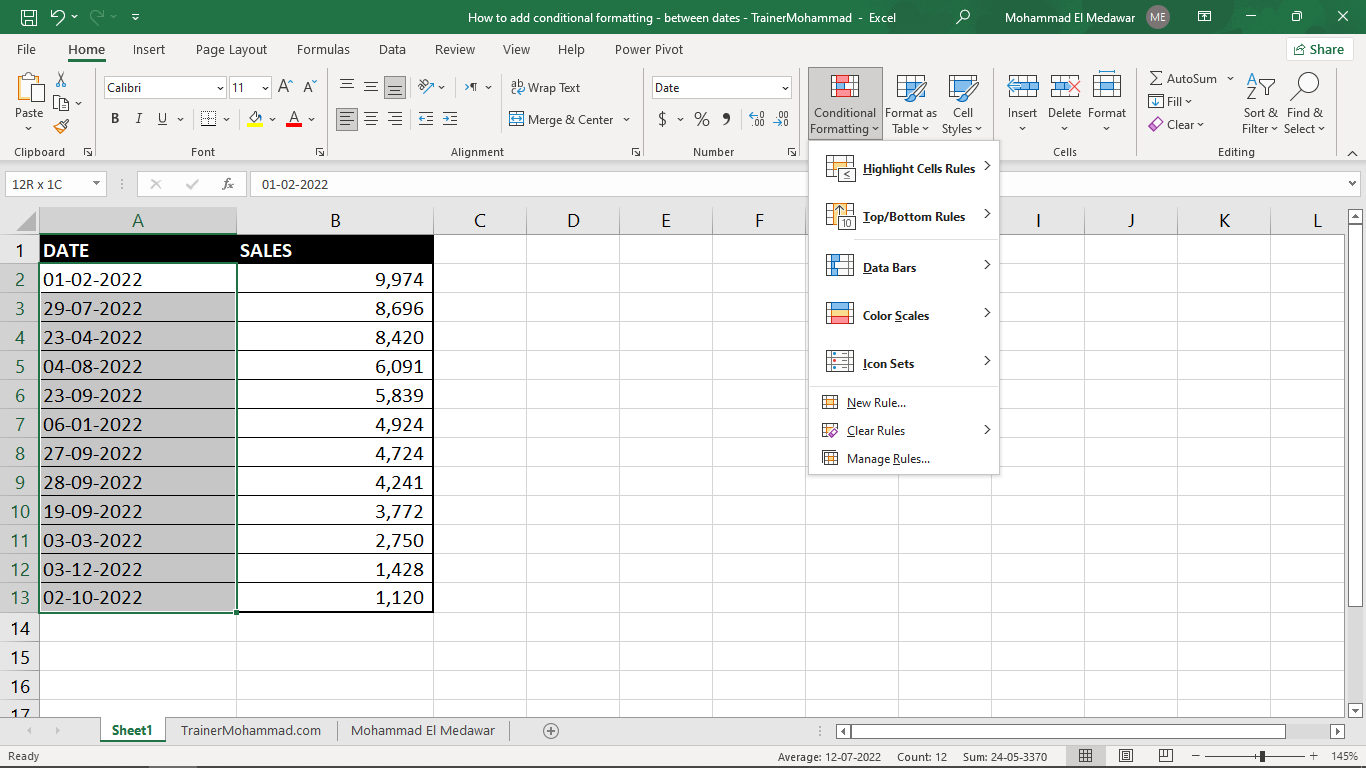 How to add conditional formatting - between dates - TrainerMohammad - Excel
Mohammad El Medawar ME
File Home Insert Page Layout Formulas Data Review View Help Power Pivot Share
Paste
Clipboard
Calibri 11
B I U A
Font
Wrap Text
Merge & Center
Alignment
Date
$ %
Number
Conditional Formatting
Format as Table
Cell Styles
Insert
Delete
Format
Cells
AutoSum
Fill
Clear
Sort & Filter
Find & Select
Editing
12R x 1C fx 01-02-2022
Highlight Cells Rules
Top/Bottom Rules
Data Bars
Color Scales
Icon Sets
New Rule...
Clear Rules
Manage Rules...
A B C D E F I J K L
1 DATE SALES
2 01-02-2022 9,974
3 29-07-2022 8,696
4 23-04-2022 8,420
5 04-08-2022 6,091
6 23-09-2022 5,839
7 06-01-2022 4,924
8 27-09-2022 4,724
9 28-09-2022 4,241
10 19-09-2022 3,772
11 03-03-2022 2,750
12 03-12-2022 1,428
13 02-10-2022 1,120
14
15
16
17
Sheet1 TrainerMohammad.com Mohammad El Medawar
Ready Average: 12-07-2022 Count: 12 Sum: 24-05-3370 145%